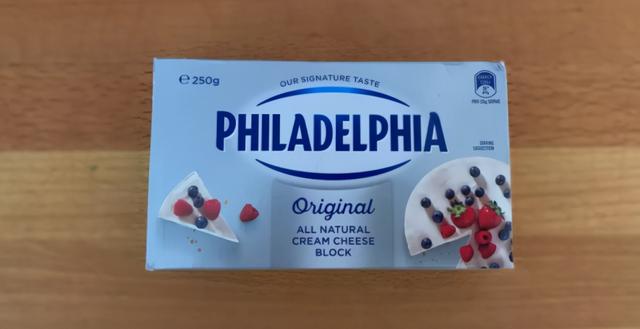 ℮ 250g
OUR SIGNATURE TASTE
PHILADELPHIA
Original
ALL NATURAL
CREAM CHEESE
BLOCK
SERVING
SUGGESTION